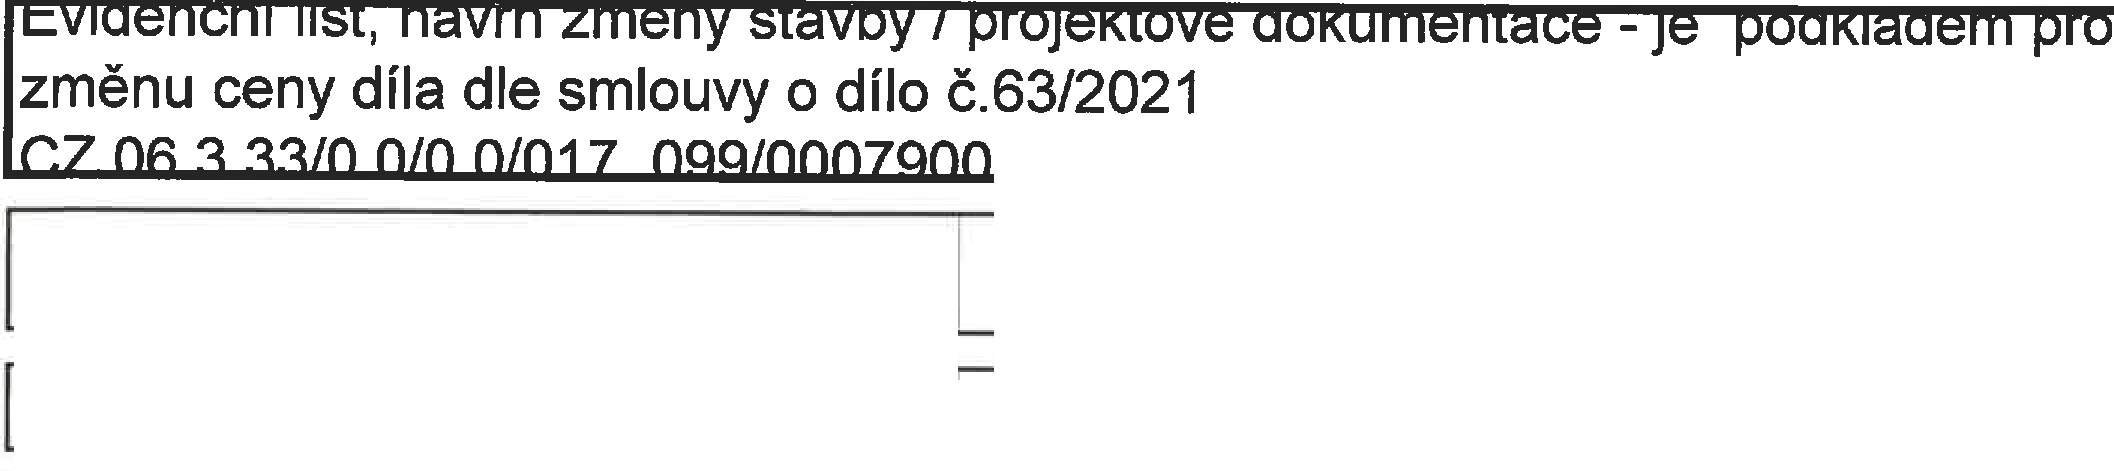 Evidenční list, návrh změny stavby / projektové dokumentace - je podkladem pro
změnu ceny díla dle smlouvy o dílo č.63/2021
CZ.06.3.33/0.0/0.0/017_099/0007900